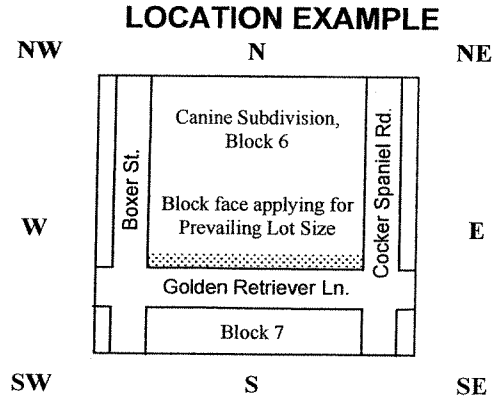 LOCATION EXAMPLE
NW N NE
Canine Subdivision,
Block 6
Boxer St.
Cocker Spaniel Rd.
Block face applying for
Prevailing Lot Size
W E
Golden Retriever Ln.
Block 7
SW S SE